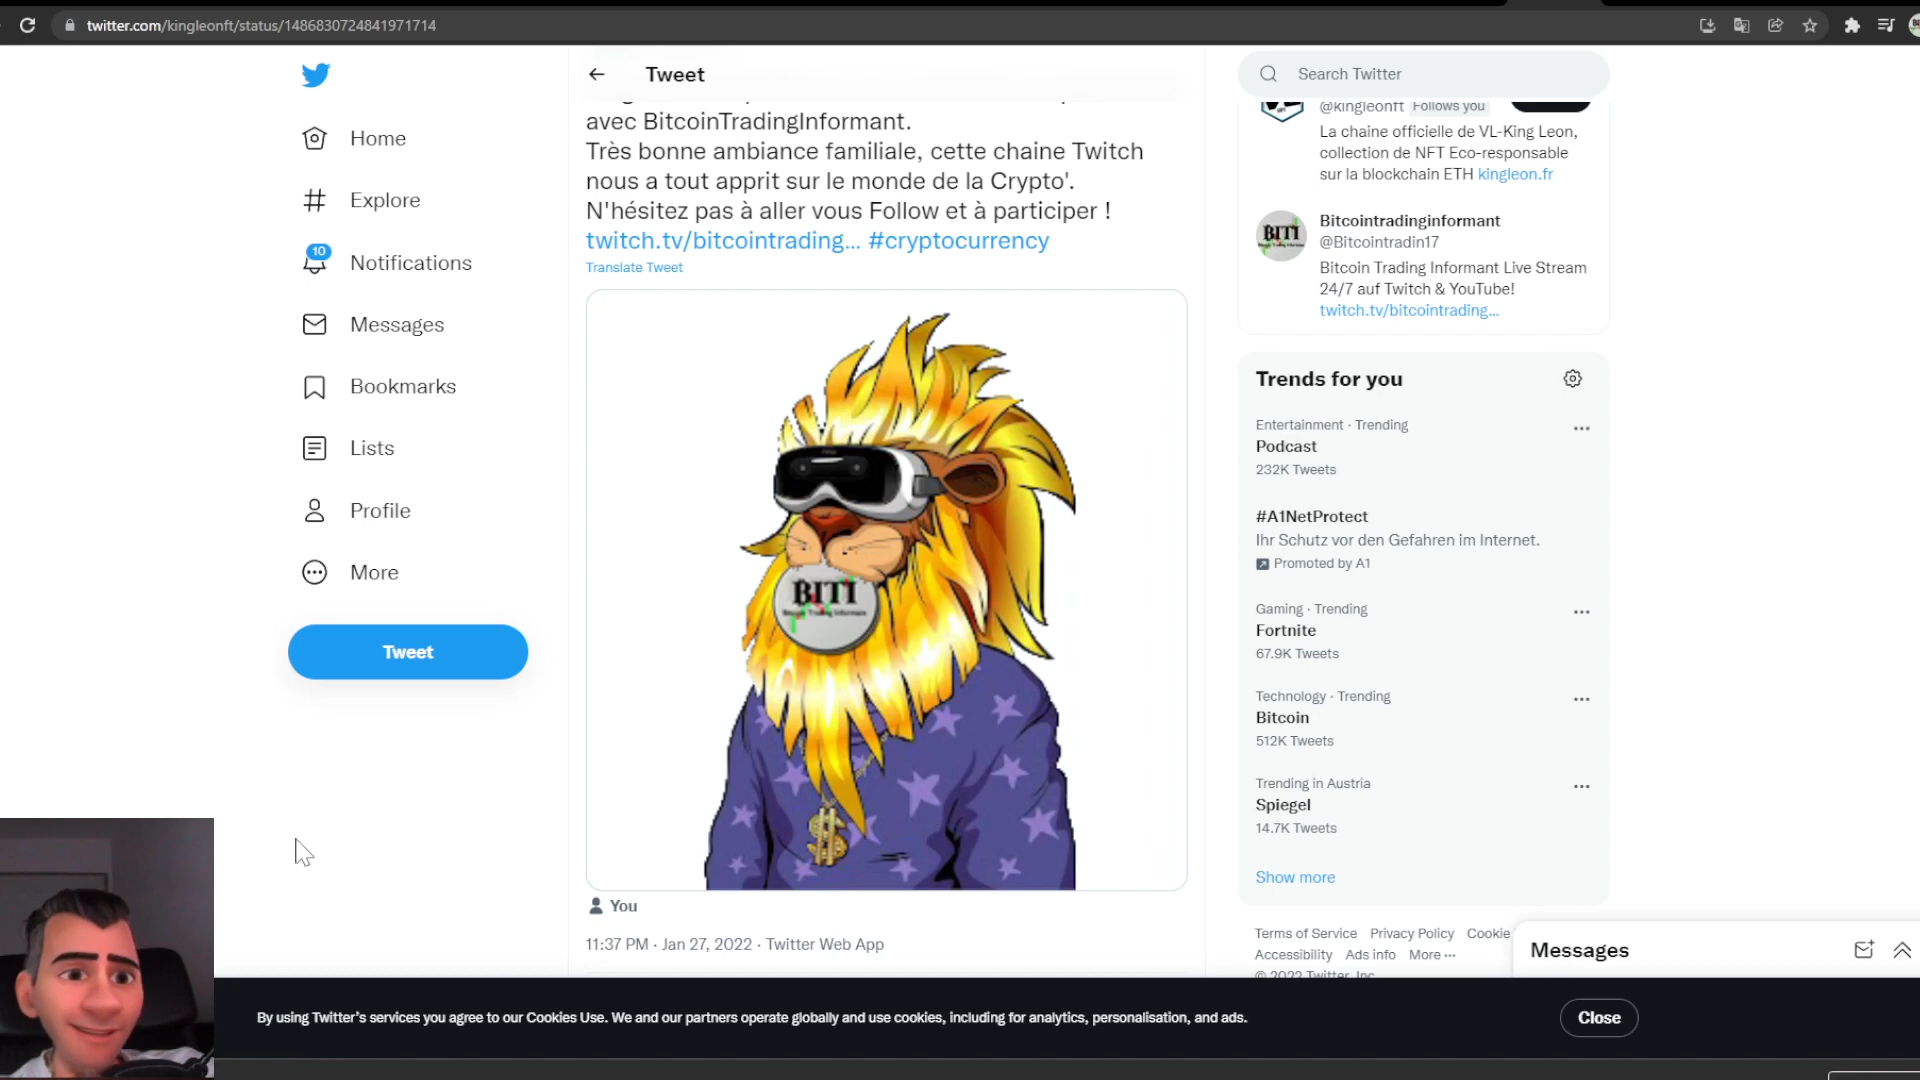 twitter.com/kingleonft/status/1486830724841971714
Home
Explore
10
Notifications
Messages
Bookmarks
Lists
Profile
More
Tweet
Tweet
avec BitcoinTradingInformant.
Très bonne ambiance familiale, cette chaine Twitch
nous a tout apprit sur le monde de la Crypto'.
N'hésitez pas à aller vous Follow et à participer !
twitch.tv/bitcointrading... #cryptocurrency
Translate Tweet
BITI
Bitcoin Trading Informant
You
11:37 PM · Jan 27, 2022 · Twitter Web App
Search Twitter
@kingleonft Follows you
La chaine officielle de VL-King Leon,
collection de NFT Eco-responsable
sur la blockchain ETH kingleon.fr
BITI
Bitcointradinginformant
@Bitcointradin17
Bitcoin Trading Informant Live Stream
24/7 auf Twitch & YouTube!
twitch.tv/bitcointrading...
Trends for you
Entertainment · Trending
Podcast
232K Tweets
#A1NetProtect
Ihr Schutz vor den Gefahren im Internet.
Promoted by A1
Gaming · Trending
Fortnite
67.9K Tweets
Technology · Trending
Bitcoin
512K Tweets
Trending in Austria
Spiegel
14.7K Tweets
Show more
Terms of Service Privacy Policy Cookie
Accessibility Ads info More ···
© 2022 Twitter, Inc.
Messages
By using Twitter's services you agree to our Cookies Use. We and our partners operate globally and use cookies, including for analytics, personalisation, and ads.
Close